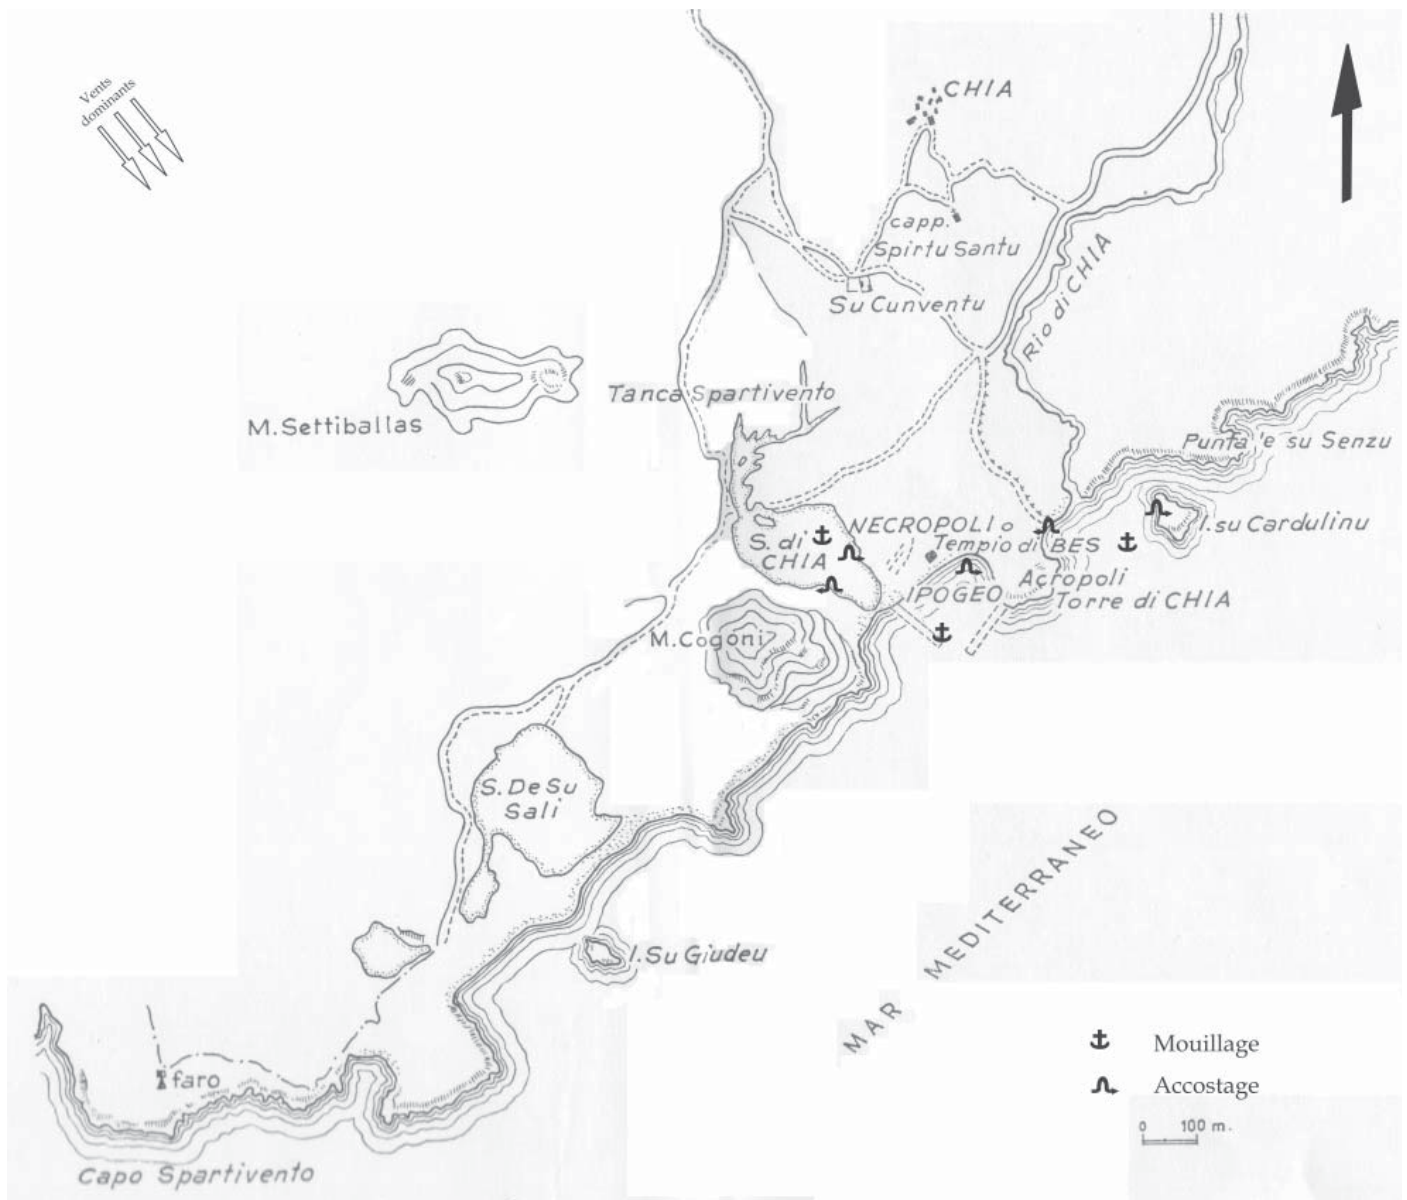 Vents
dominants
CHIA
capp.
Spirtu Santu
Su Cunventu
Rio di CHIA
Tanca Spartivento
M. Settiballas
Punta 'e su Senzu
NECROPOLI
S. di
CHIA
Tempio di BES
I. su Cardulinu
Acropoli
IPOGEO
Torre di CHIA
M. Cogoni
S. De Su
Sali
MAR MEDITERRANEO
I. Su Giudeu
faro
Capo Spartivento
Mouillage
Accostage
0 100 m.